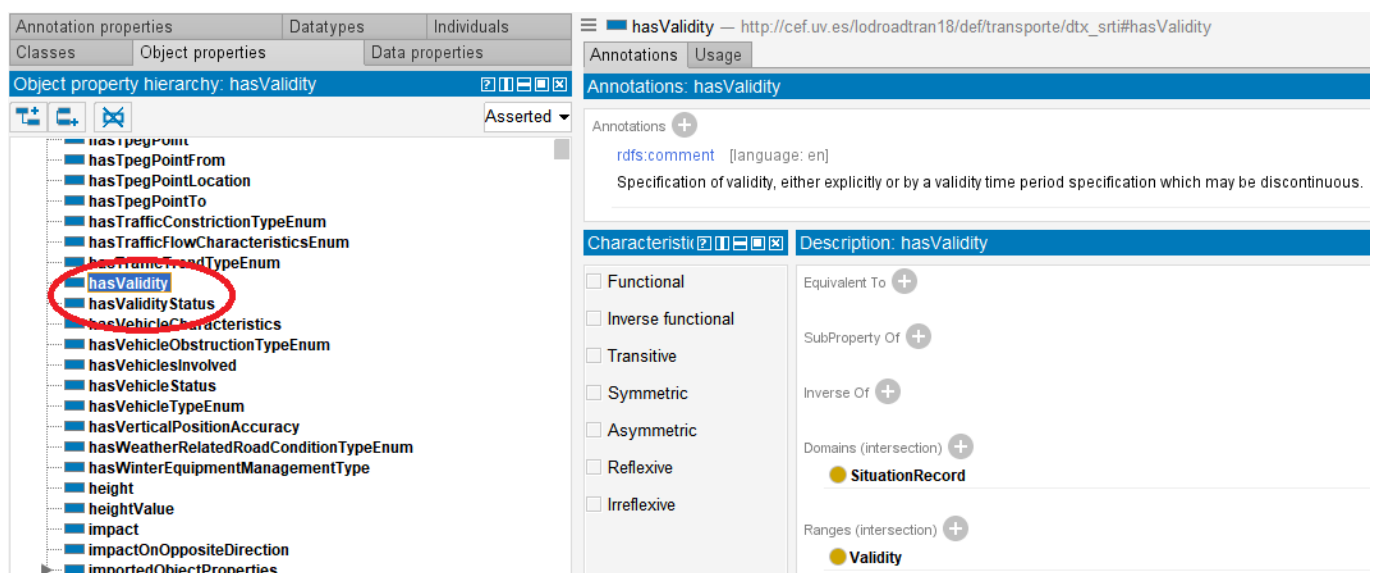 Annotation properties Datatypes Individuals
Classes Object properties Data properties
Object property hierarchy: hasValidity
Asserted
hasTpegPoint
hasTpegPointFrom
hasTpegPointLocation
hasTpegPointTo
hasTrafficConstrictionTypeEnum
hasTrafficFlowCharacteristicsEnum
hasTrafficTrendTypeEnum
hasValidity
hasValidityStatus
hasVehicleCharacteristics
hasVehicleObstructionTypeEnum
hasVehiclesInvolved
hasVehicleStatus
hasVehicleTypeEnum
hasVerticalPositionAccuracy
hasWeatherRelatedRoadConditionTypeEnum
hasWinterEquipmentManagementType
height
heightValue
impact
impactOnOppositeDirection
importedObjectProperties
hasValidity — http://cef.uv.es/lodroadtran18/def/transporte/dtx_srti#hasValidity
Annotations Usage
Annotations: hasValidity
Annotations
rdfs:comment [language: en]
Specification of validity, either explicitly or by a validity time period specification which may be discontinuous.
Characteristic
Functional
Inverse functional
Transitive
Symmetric
Asymmetric
Reflexive
Irreflexive
Description: hasValidity
Equivalent To
SubProperty Of
Inverse Of
Domains (intersection)
SituationRecord
Ranges (intersection)
Validity